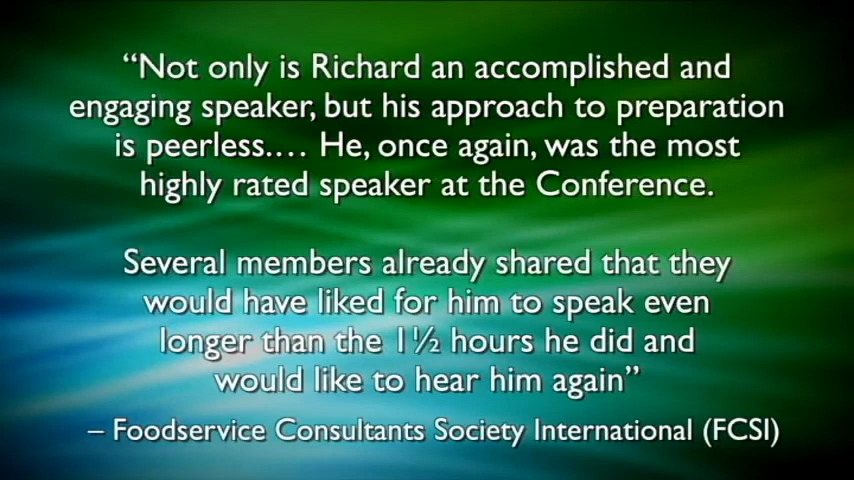 “Not only is Richard an accomplished and
engaging speaker, but his approach to preparation
is peerless.… He, once again, was the most
highly rated speaker at the Conference.
Several members already shared that they
would have liked for him to speak even
longer than the 1½ hours he did and
would like to hear him again”
– Foodservice Consultants Society International (FCSI)